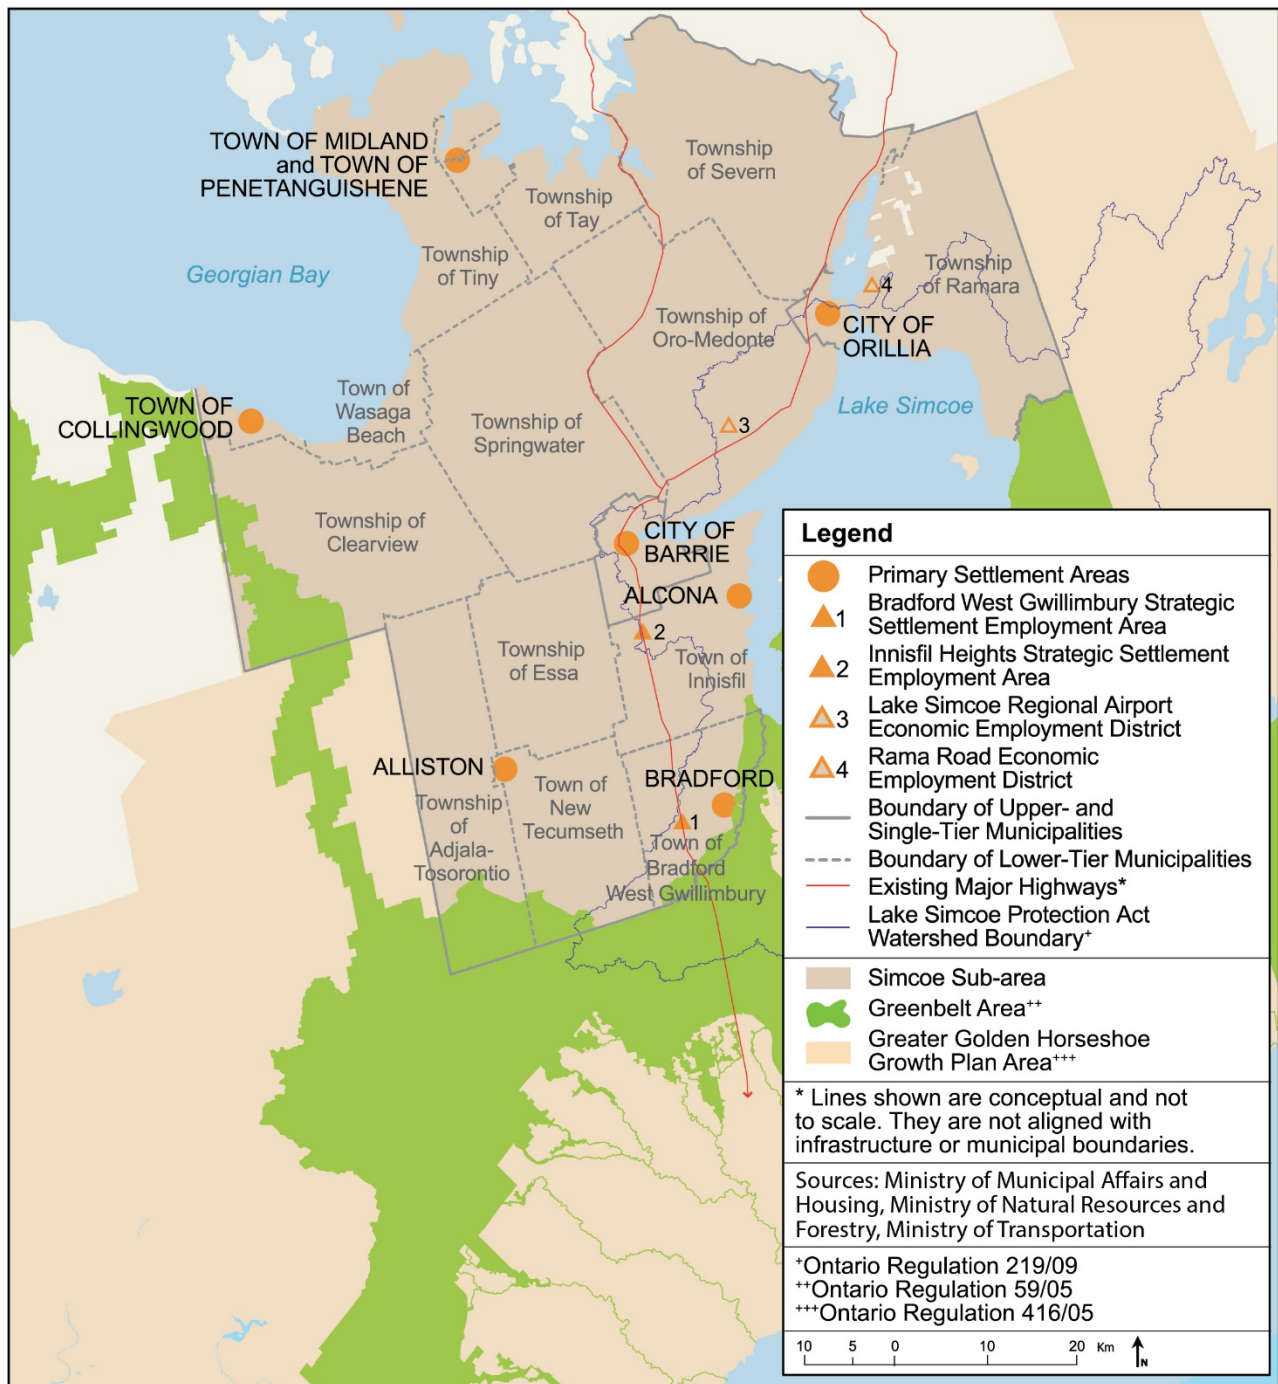 TOWN OF MIDLAND
and TOWN OF
PENETANGUISHENE
Township
of Severn
Township
of Tay
Township
of Tiny
Georgian Bay
Township
of Ramara
4
Township of
Oro-Medonte
CITY OF
ORILLIA
Lake Simcoe
TOWN OF
COLLINGWOOD
Town of
Wasaga
Beach
Township of
Springwater
3
Township of
Clearview
CITY OF
BARRIE
ALCONA
2
Township
of Essa
Town of
Innisfil
ALLISTON
BRADFORD
Township
of
Adjala-
Tosorontio
Town of
New
Tecumseth
1
Town of
Bradford
West Gwillimbury
Legend
Primary Settlement Areas
1 Bradford West Gwillimbury Strategic
Settlement Employment Area
2 Innisfil Heights Strategic Settlement
Employment Area
3 Lake Simcoe Regional Airport
Economic Employment District
4 Rama Road Economic
Employment District
Boundary of Upper- and
Single-Tier Municipalities
Boundary of Lower-Tier Municipalities
Existing Major Highways*
Lake Simcoe Protection Act
Watershed Boundary+
Simcoe Sub-area
Greenbelt Area++
Greater Golden Horseshoe
Growth Plan Area+++
* Lines shown are conceptual and not
to scale. They are not aligned with
infrastructure or municipal boundaries.
Sources: Ministry of Municipal Affairs and
Housing, Ministry of Natural Resources and
Forestry, Ministry of Transportation
+Ontario Regulation 219/09
++Ontario Regulation 59/05
+++Ontario Regulation 416/05
10 5 0 10 20 Km
N